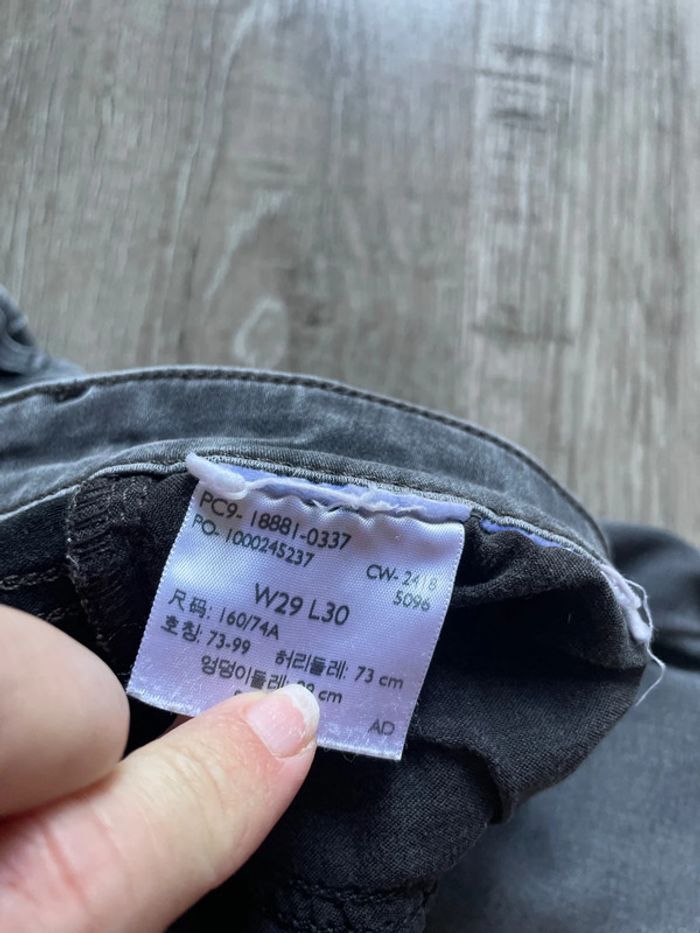 PC9- 18881-0337
PO- 1000245237
CW- 2418
5096
W29 L30
尺码: 160/74A
호칭: 73-99
허리둘레: 73 cm
엉덩이둘레: cm
AD